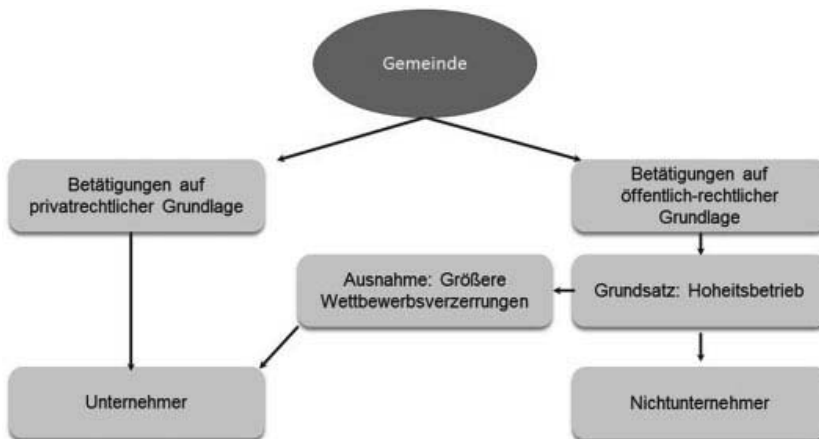 Gemeinde
Betätigungen auf
privatrechtlicher Grundlage
Betätigungen auf
öffentlich-rechtlicher
Grundlage
Ausnahme: Größere
Wettbewerbsverzerrungen
Grundsatz: Hoheitsbetrieb
Unternehmer
Nichtunternehmer